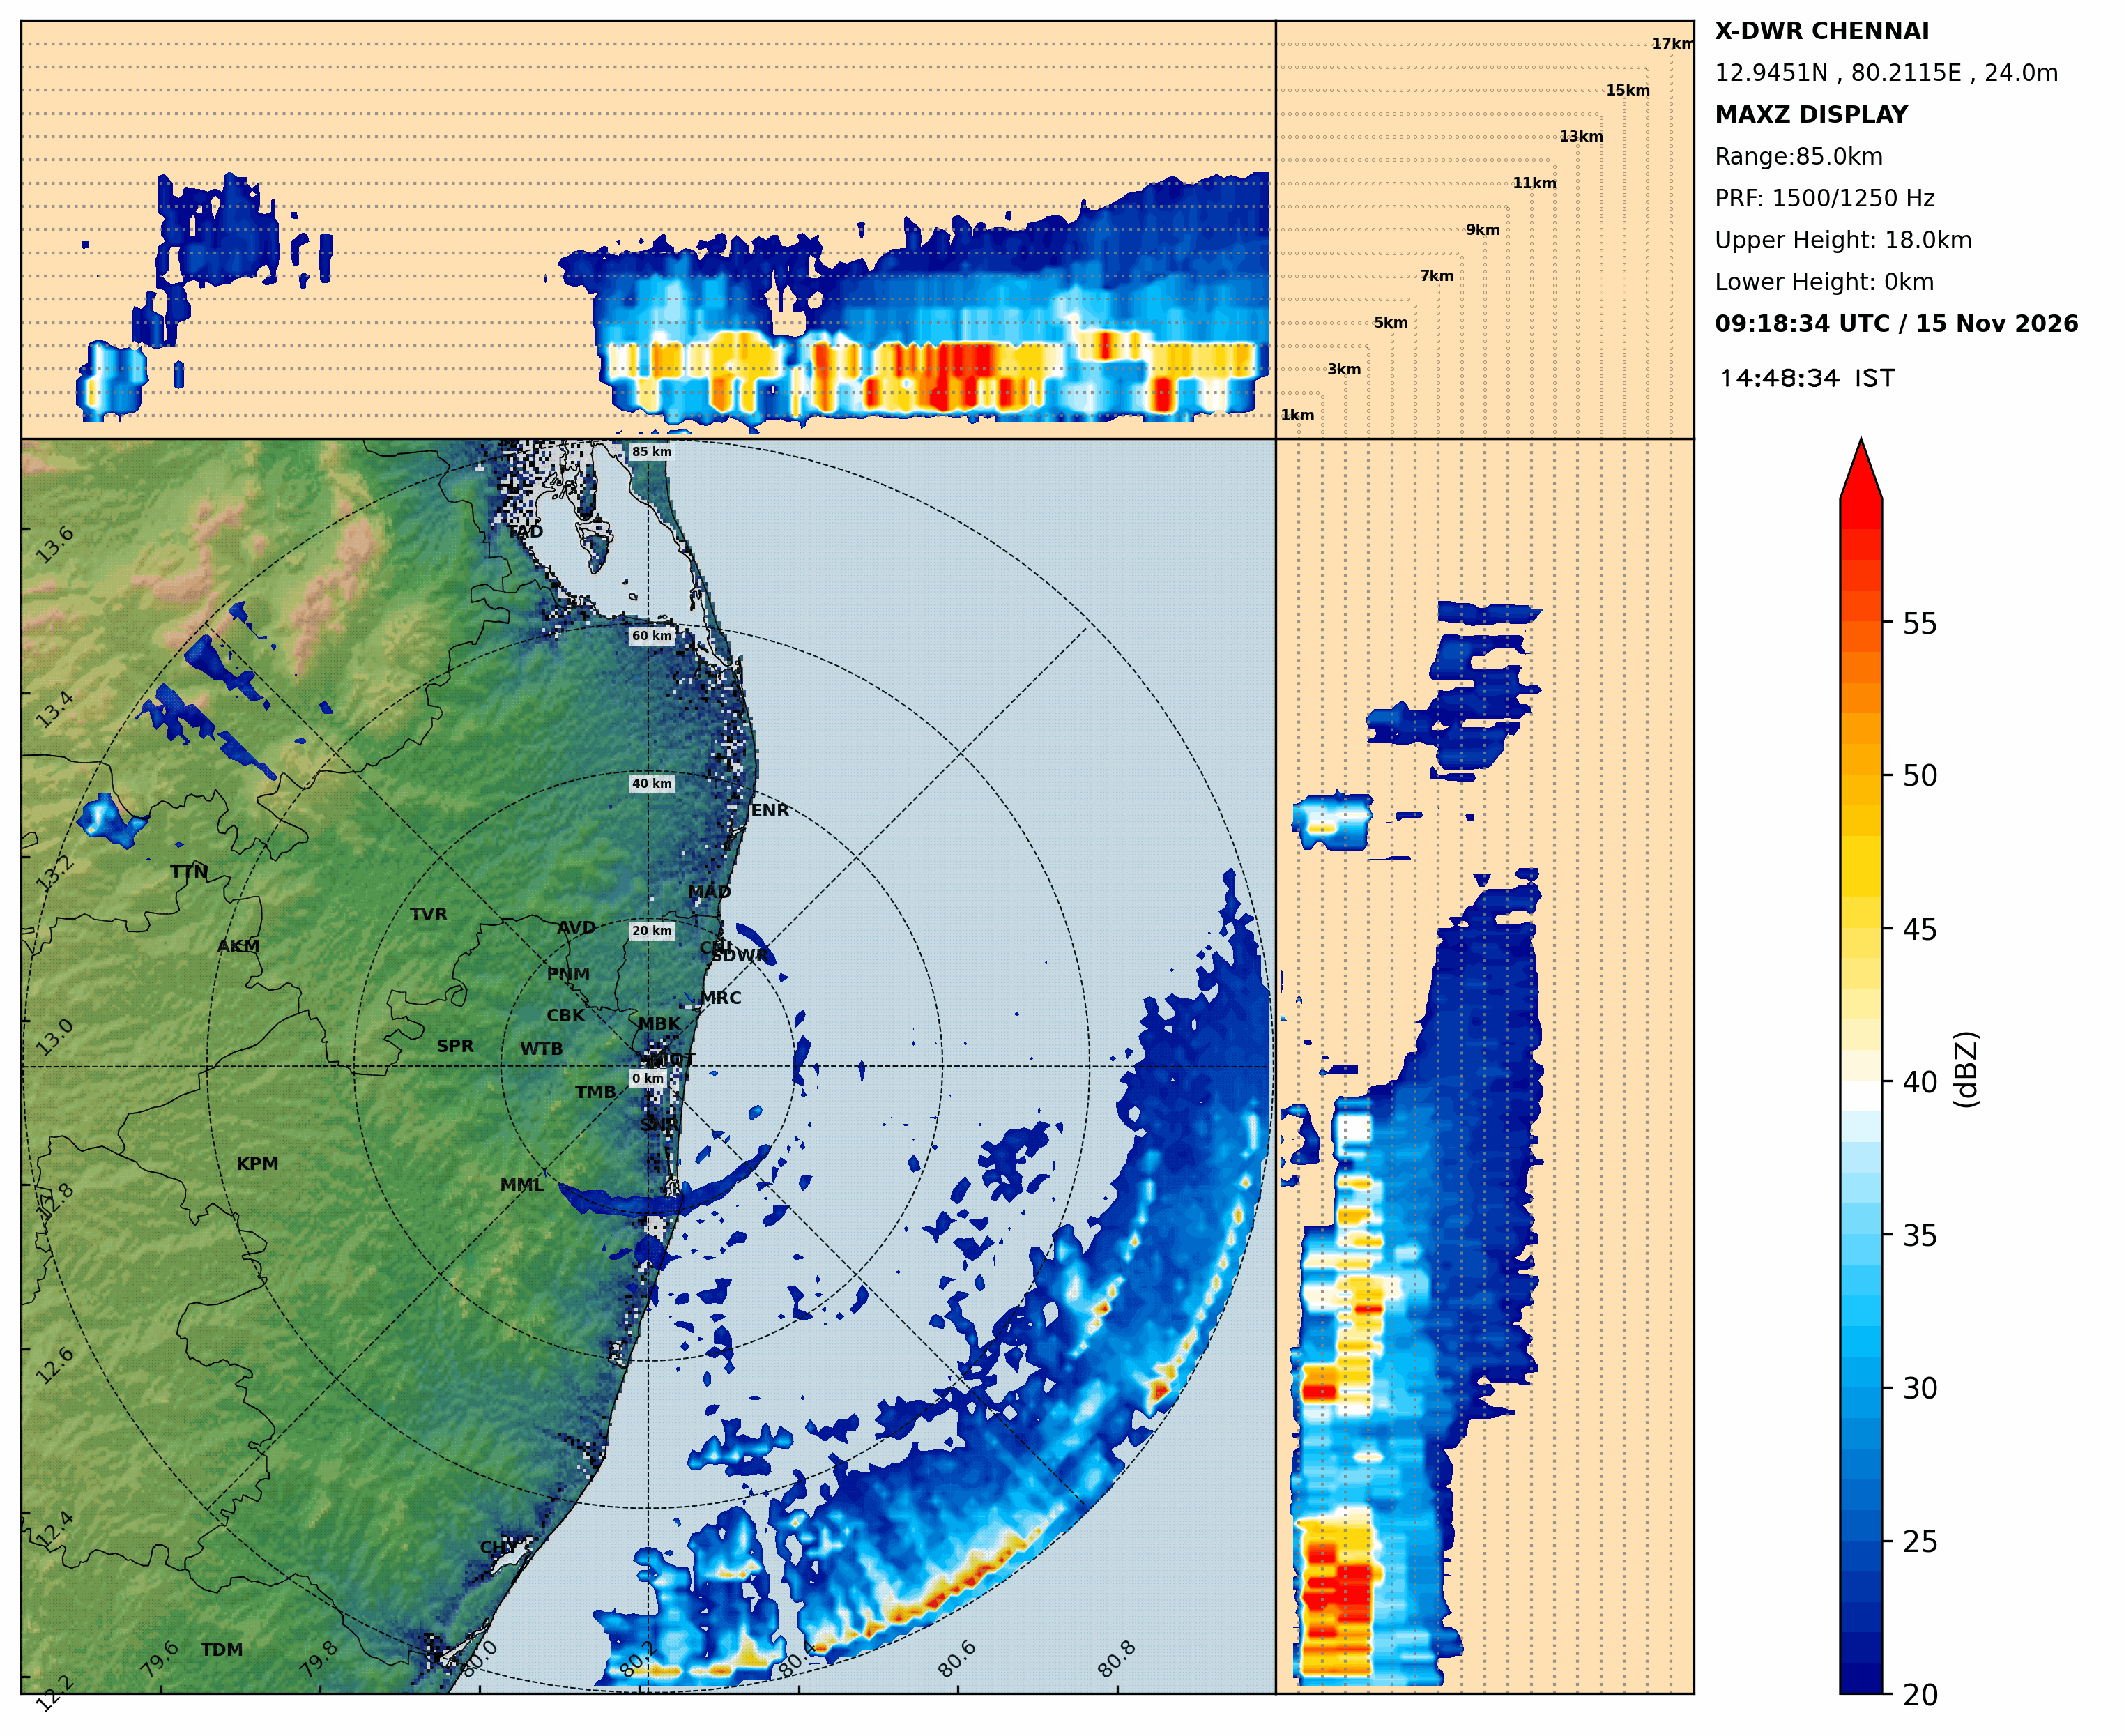 X-DWR CHENNAI
12.9451N , 80.2115E , 24.0m
MAXZ DISPLAY
Range:85.0km
PRF: 1500/1250 Hz
Upper Height: 18.0km
Lower Height: 0km
09:18:34 UTC / 15 Nov 2026
14:48:34 IST
17km
15km
13km
11km
9km
7km
5km
3km
1km
85 km
60 km
40 km
20 km
0 km
TAD
ENR
MAD
TTN
TVR
AVD
AKM
SDWR
PNM
MRC
CBK
MBK
SPR
WTB
TMB
SNR
KPM
MML
CHY
TDM
13.6
13.4
13.2
13.0
12.8
12.6
12.4
12.2
79.6
79.8
80.0
80.2
80.4
80.6
80.8
55
50
45
40
35
30
25
20
(dBZ)